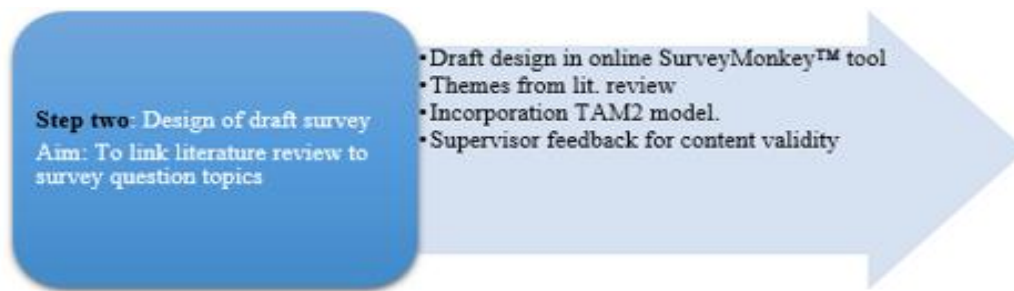 Step two: Design of draft survey
Aim: To link literature review to
survey question topics
•Draft design in online SurveyMonkey™ tool
•Themes from lit. review
•Incorporation TAM2 model.
•Supervisor feedback for content validity